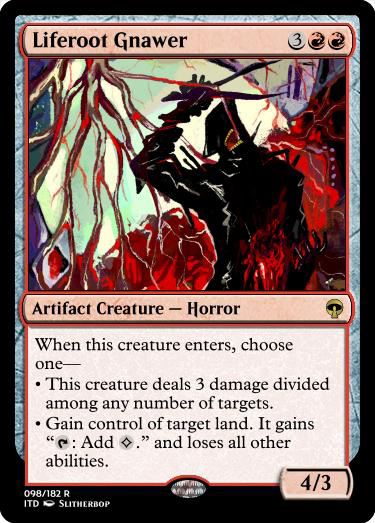 Liferoot Gnawer 3
Artifact Creature — Horror
When this creature enters, choose
one—
• This creature deals 3 damage divided
among any number of targets.
• Gain control of target land. It gains
“: Add .” and loses all other
abilities.
4/3
098/182 R
ITD Slitherbop